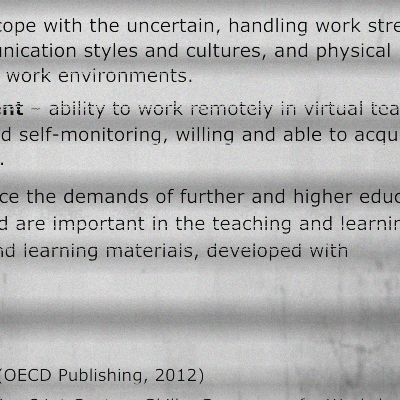 cope with the uncertain, handling work stre
unication styles and cultures, and physical
work environments.
ent – ability to work remotely in virtual tea
d self-monitoring, willing and able to acqu
.
ce the demands of further and higher educ
d are important in the teaching and learnin
nd learning materials, developed with
(OECD Publishing, 2012)